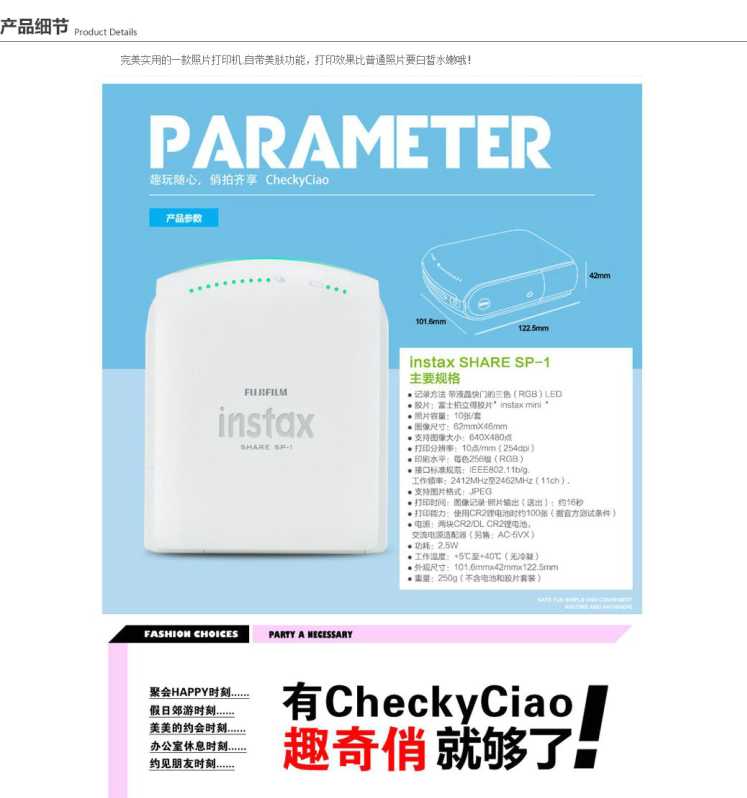 产品细节 Product Details
完美实用的一款照片打印机,自带美肤功能，打印效果比普通照片要白皙水嫩哦!
PARAMETER
趣玩随心，俏拍齐享 CheckyCiao
产品参数
42mm
101.6mm
122.5mm
FUJIFILM
instax
SHARE SP-1
instax SHARE SP-1
主要规格
● 记录方法 带液晶快门的三色（RGB）LED
● 胶片：富士拍立得胶片“ instax mini ”
● 照片容量：10张/套
● 图像尺寸：62mmX46mm
● 支持图像大小：640X480点
● 打印分辨率：10点/mm（254dpi）
● 印刷水平：每色256级（RGB）
● 接口标准规范：IEEE802.11b/g.
工作频率：2412MHz至2462MHz（11ch）.
● 支持图片格式：JPEG
● 打印时间：图像记录-照片输出（送出）：约16秒
● 打印能力：使用CR2锂电池时约100张（据官方测试条件）
● 电源：两块CR2/DL CR2锂电池，
交流电源适配器（另售：AC-5VX）
● 功耗：2.5W
● 工作温度：+5℃至+40℃（无冷凝）
● 外观尺寸：101.6mmx42mmx122.5mm
● 重量：250g（不含电池和胶片套装）
FASHION CHOICES PARTY A NECESSARY
聚会HAPPY时刻......
假日郊游时刻......
美美的约会时刻......
办公室休息时刻......
约见朋友时刻......
有CheckyCiao
趣奇俏 就够了!